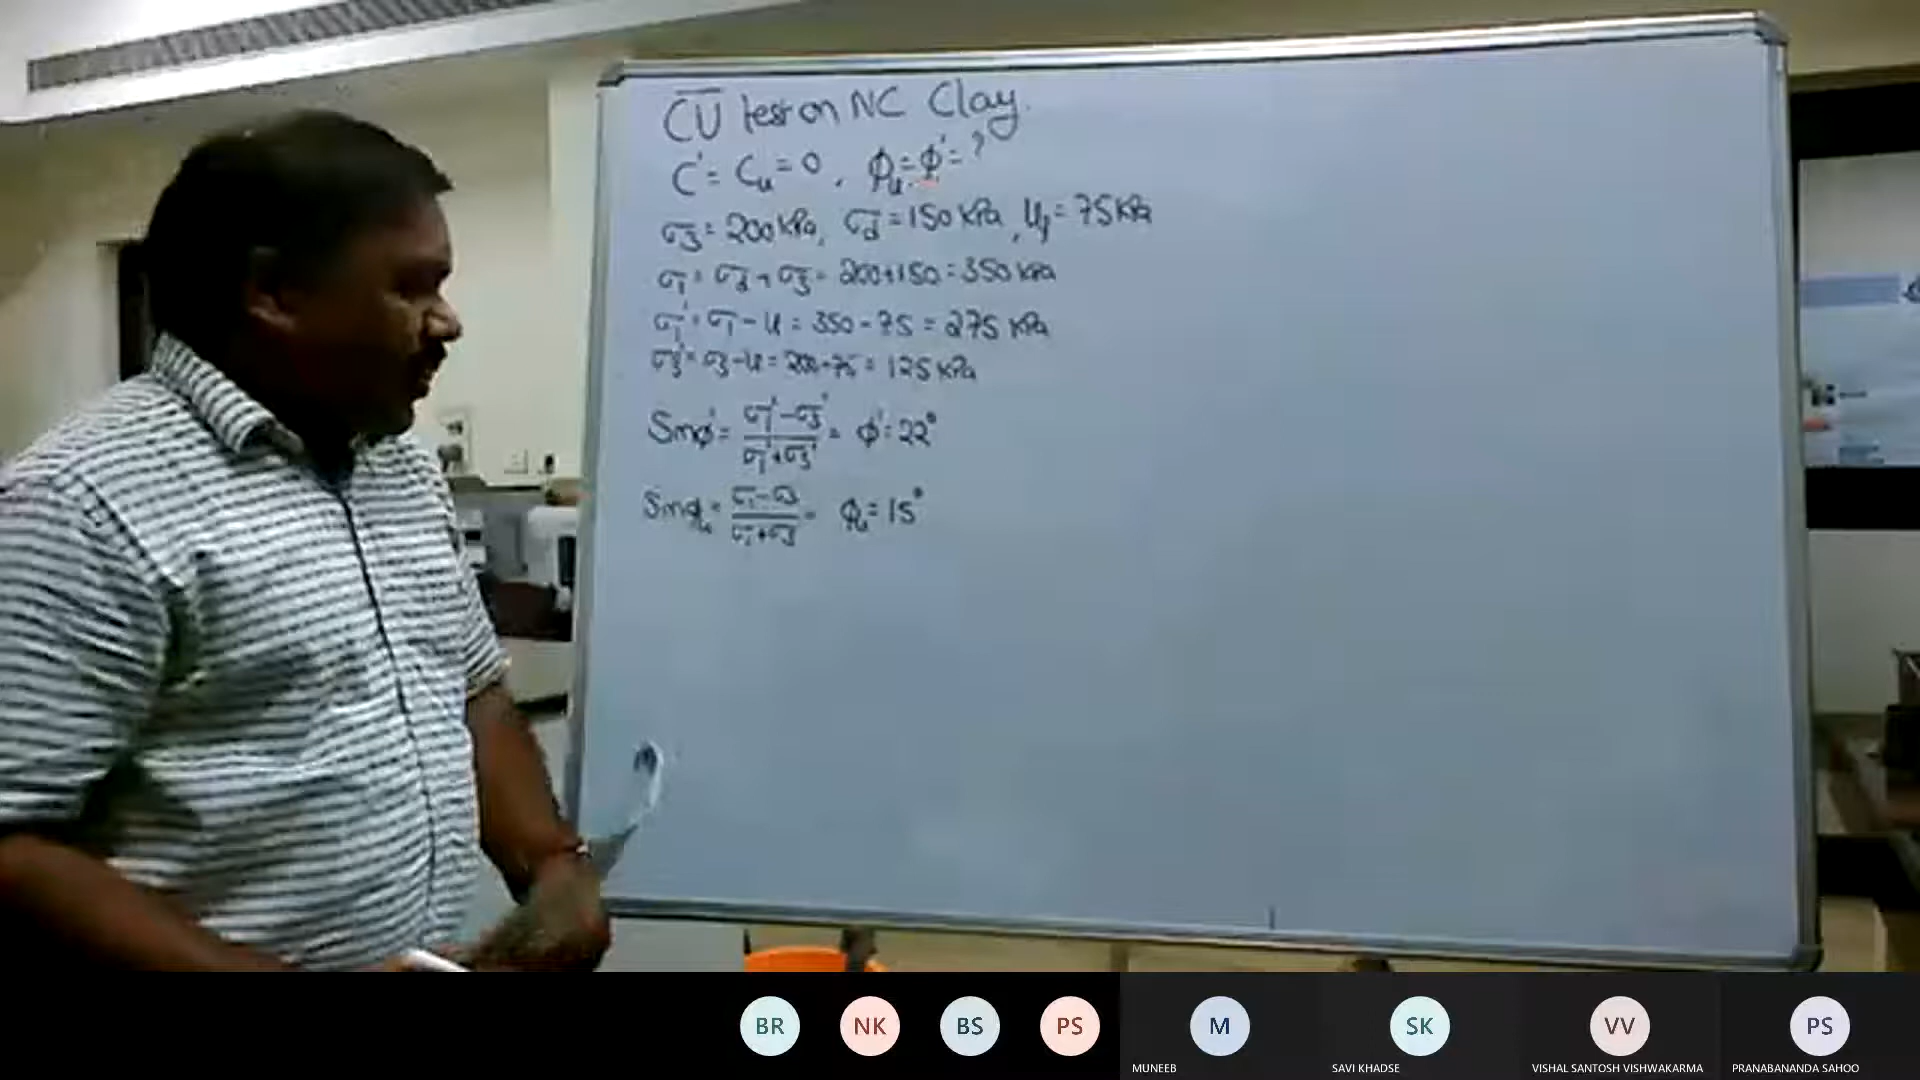 C̅U̅ test on NC Clay.
C' = Cu = 0, ϕu = ϕ' = ?
σ3 = 200 kPa, σd = 150 kPa, Uf = 75 kPa
σ1 = σd + σ3 = 200+150 = 350 kPa
σ1' = σ1 - u = 350 - 75 = 275 kPa
σ3' = σ3 - u = 200-75 = 125 kPa
Sinϕ' = (σ1' - σ3')/(σ1' + σ3') = ϕ' = 22°
Sinϕu = (σ1 - σ3)/(σ1 + σ3) = ϕu = 15°
BR NK BS PS M SK VV PS
MUNEEB SAVI KHADSE VISHAL SANTOSH VISHWAKARMA PRANABANANDA SAHOO